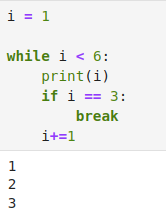 i = 1
while i < 6:
    print(i)
    if i == 3:
        break
    i+=1
1
2
3